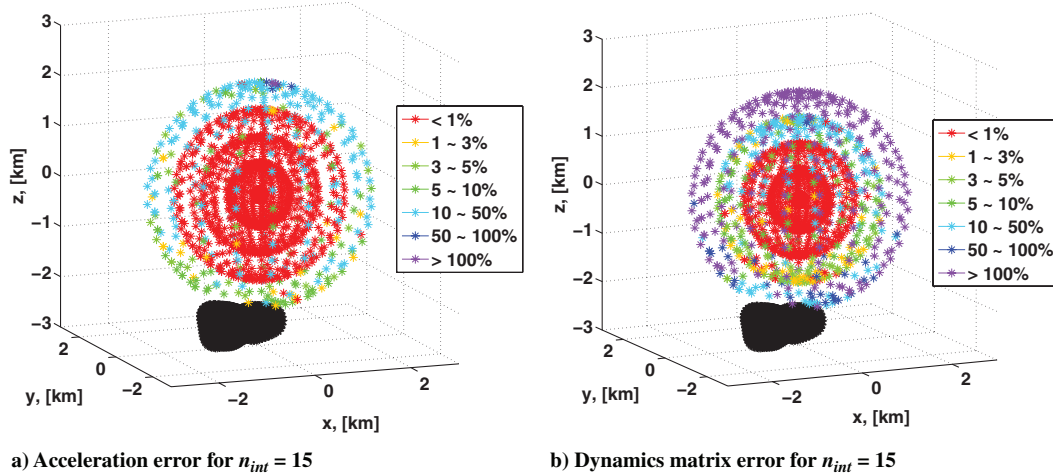 3
2
1
0
−1
−2
−3
z, [km]
2
0
−2
y, [km]
−2
0
2
x, [km]
< 1%
1 ~ 3%
3 ~ 5%
5 ~ 10%
10 ~ 50%
50 ~ 100%
> 100%
a) Acceleration error for n_int = 15
3
2
1
0
−1
−2
−3
z, [km]
2
0
−2
y, [km]
−2
0
2
x, [km]
< 1%
1 ~ 3%
3 ~ 5%
5 ~ 10%
10 ~ 50%
50 ~ 100%
> 100%
b) Dynamics matrix error for n_int = 15